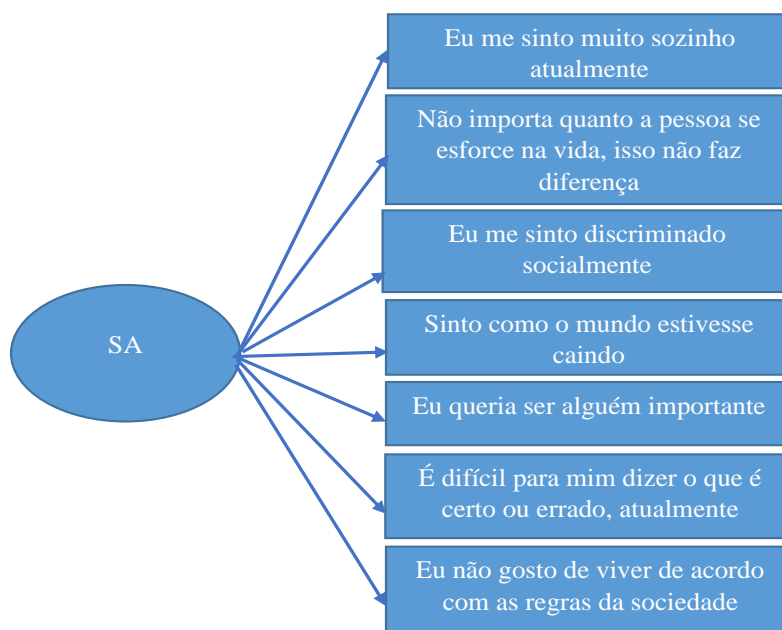 Eu me sinto muito sozinho
atualmente
Não importa quanto a pessoa se
esforce na vida, isso não faz
diferença
Eu me sinto discriminado
socialmente
SA
Sinto como o mundo estivesse
caindo
Eu queria ser alguém importante
É difícil para mim dizer o que é
certo ou errado, atualmente
Eu não gosto de viver de acordo
com as regras da sociedade